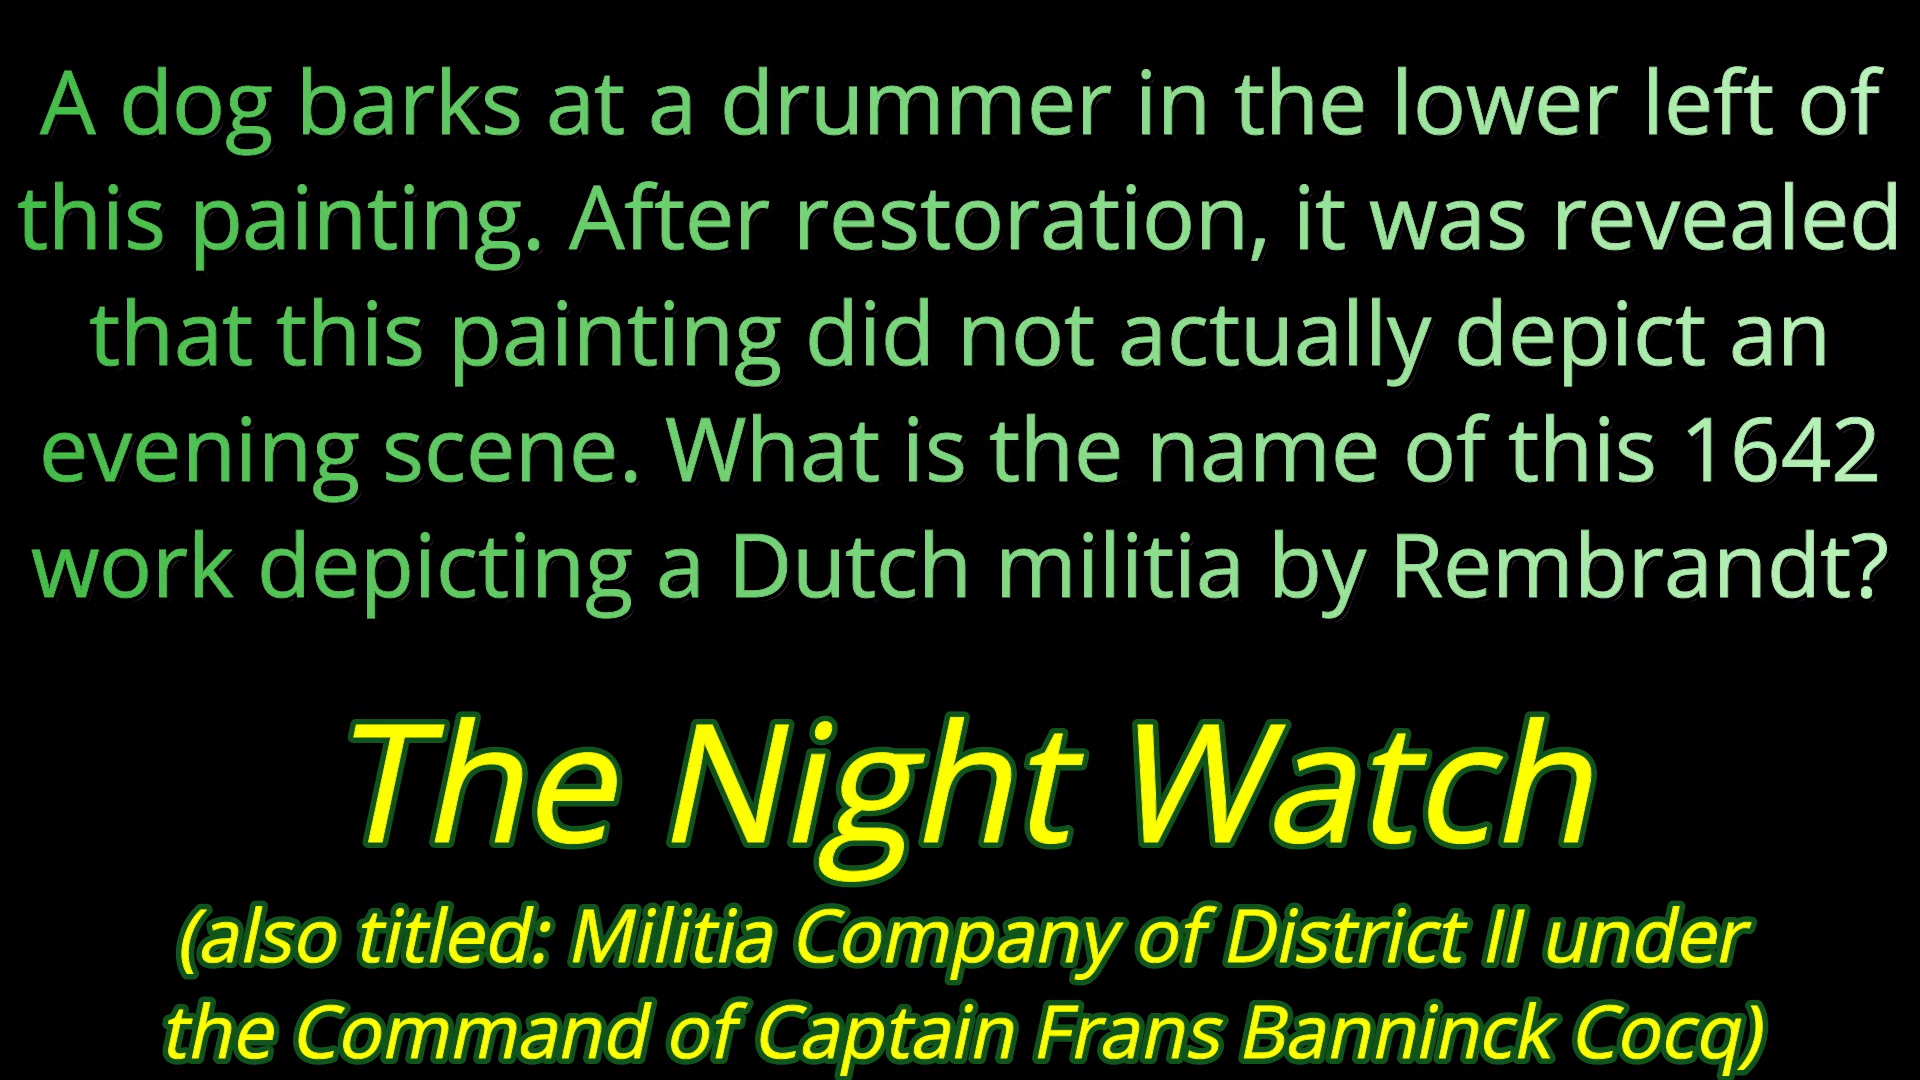 A dog barks at a drummer in the lower left of
this painting. After restoration, it was revealed
that this painting did not actually depict an
evening scene. What is the name of this 1642
work depicting a Dutch militia by Rembrandt?
The Night Watch
(also titled: Militia Company of District II under
the Command of Captain Frans Banninck Cocq)